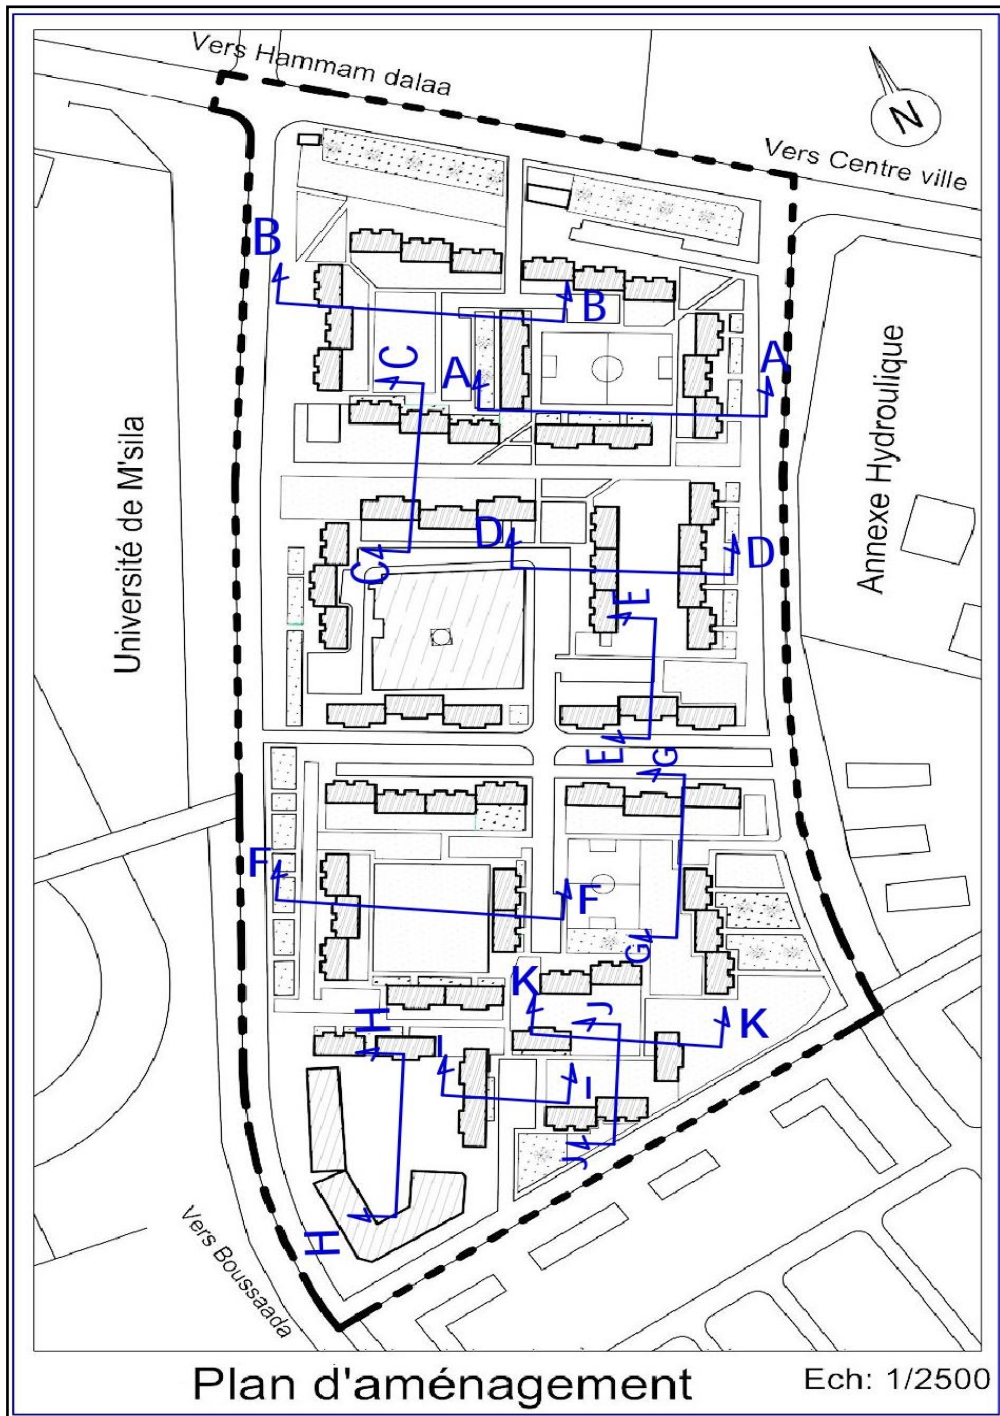 Vers Hammam dalaa
N
Vers Centre ville
B
B
C
A
A
Annexe Hydroulique
Université de M'sila
D
D
C
E
E
G
F
F
G
K
K
J
H
I
I
J
H
Vers Boussaada
Plan d'aménagement
Ech: 1/2500